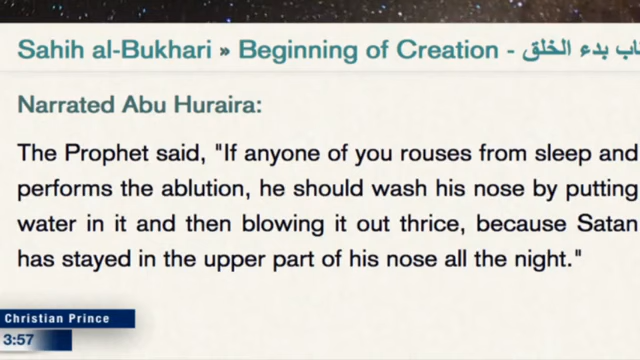 Sahih al-Bukhari » Beginning of Creation - اب بدء الخلق
Narrated Abu Huraira:
The Prophet said, "If anyone of you rouses from sleep and
performs the ablution, he should wash his nose by putting
water in it and then blowing it out thrice, because Satan
has stayed in the upper part of his nose all the night."
Christian Prince
3:57